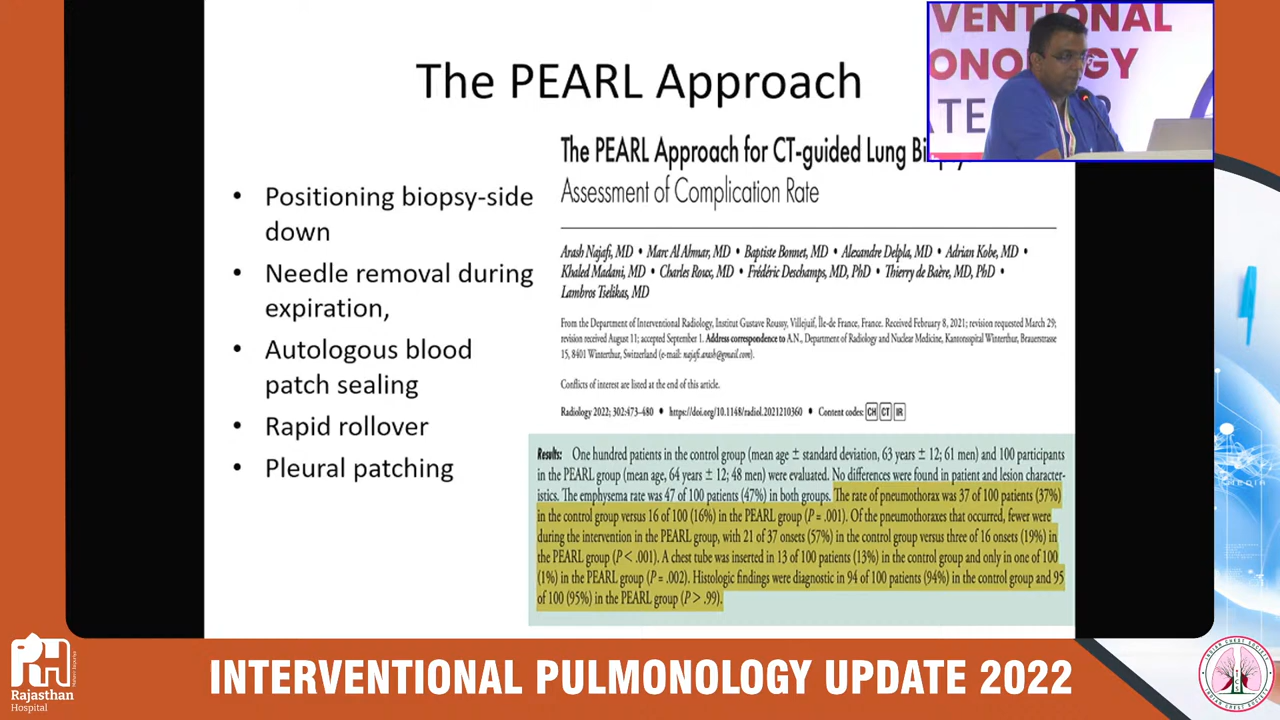 The PEARL Approach
VENTIONAL
ONOLOGY
ATE
• Positioning biopsy-side
down
• Needle removal during
expiration,
• Autologous blood
patch sealing
• Rapid rollover
• Pleural patching
The PEARL Approach for CT-guided Lung
Assessment of Complication Rate
Arash Najafi, MD • Marc Al Ahmar, MD • Baptiste Bonnet, MD • Alexandre Delpla, MD • Adrian Kobe, MD •
Khaled Madani, MD • Charles Roux, MD • Frédéric Deschamps, MD, PhD • Thierry de Baère, MD, PhD •
Lambros Tselikas, MD
From the Department of Interventional Radiology, Institut Gustave Roussy, Villejuif, Île-de France, France. Received February 8, 2021; revision requested March 29;
revision received August 11; accepted September 1. Address correspondence to A.N., Department of Radiology and Nuclear Medicine, Kantonsspital Winterthur, Brauerstrasse
15, 8401 Winterthur, Switzerland (e-mail: najafi.arash@gmail.com).
Conflicts of interest are listed at the end of this article.
Radiology 2022; 302:473–480 • https://doi.org/10.1148/radiol.2021210360 • Content codes: CH CT IR
Results: One hundred patients in the control group (mean age ± standard deviation, 63 years ± 12; 61 men) and 100 participants
in the PEARL group (mean age, 64 years ± 12; 48 men) were evaluated. No differences were found in patient and lesion character-
istics. The emphysema rate was 47 of 100 patients (47%) in both groups. The rate of pneumothorax was 37 of 100 patients (37%)
in the control group versus 16 of 100 (16%) in the PEARL group (P = .001). Of the pneumothoraxes that occurred, fewer were
during the intervention in the PEARL group, with 21 of 37 onsets (57%) in the control group versus three of 16 onsets (19%) in
the PEARL group (P < .001). A chest tube was inserted in 13 of 100 patients (13%) in the control group and only in one of 100
(1%) in the PEARL group (P = .002). Histologic findings were diagnostic in 94 of 100 patients (94%) in the control group and 95
of 100 (95%) in the PEARL group (P > .99).
Rajasthan
Hospital
INTERVENTIONAL PULMONOLOGY UPDATE 2022
INDIAN CHEST SOCIETY